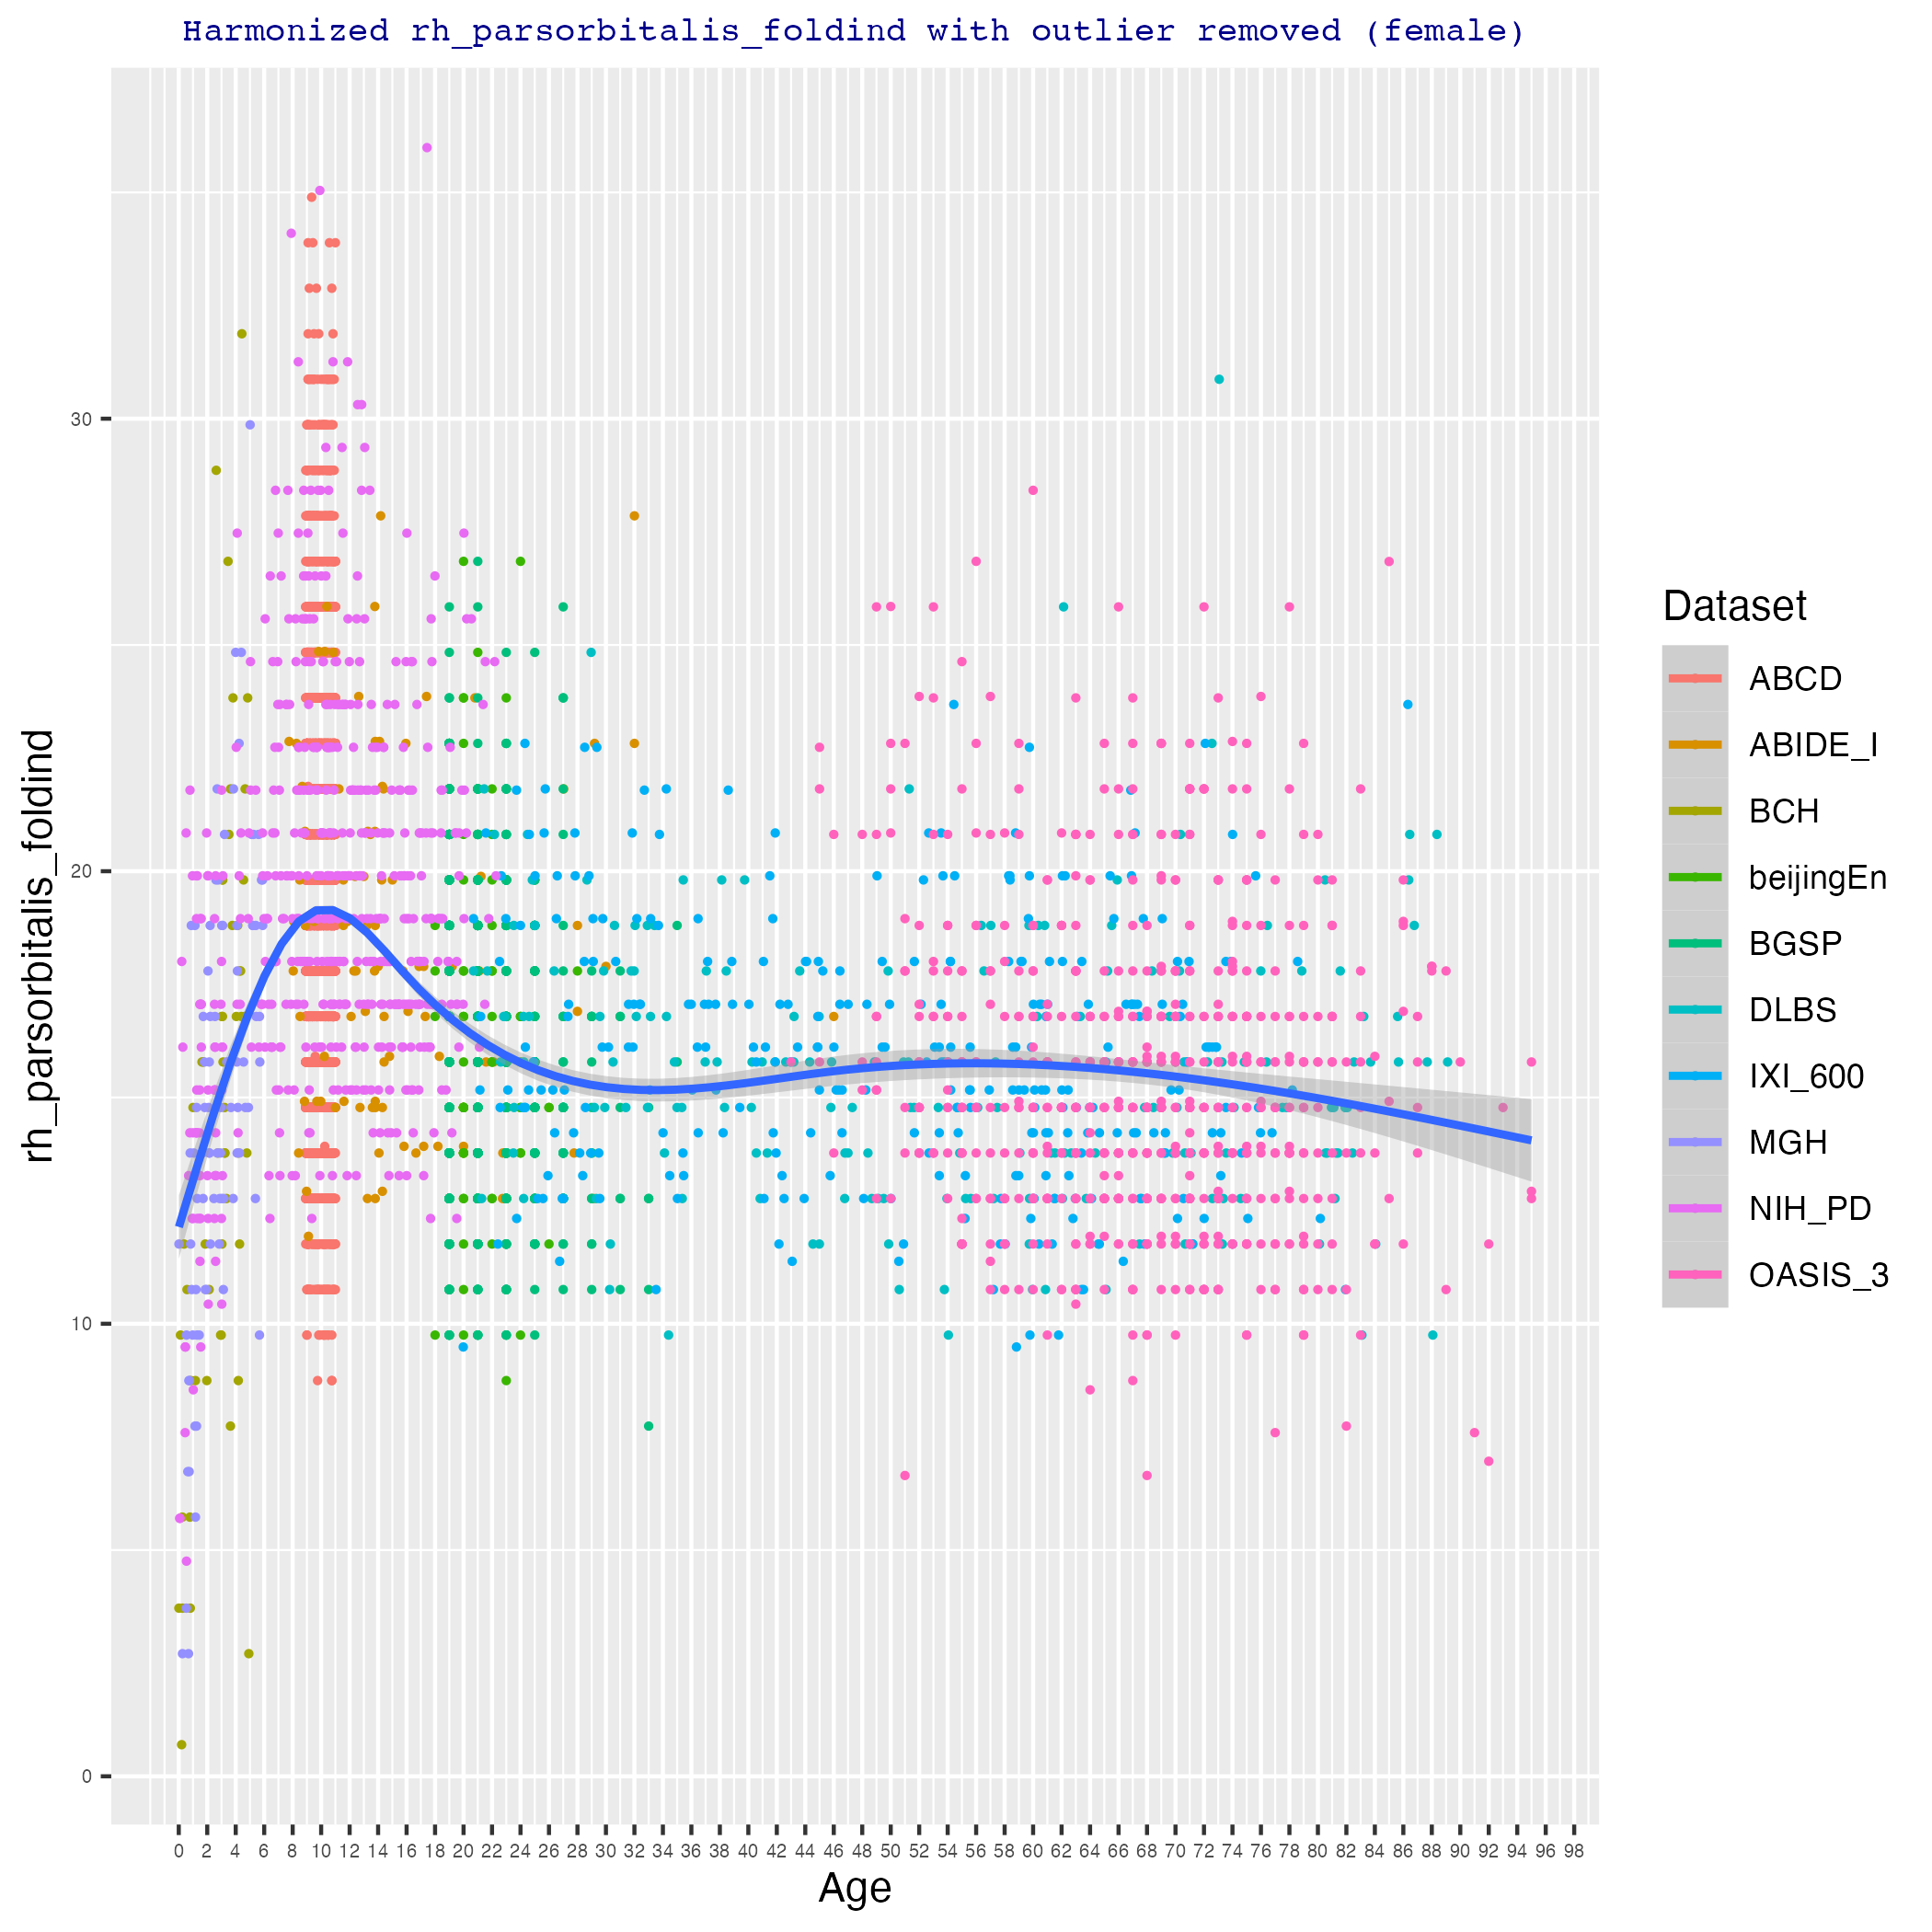 Harmonized rh_parsorbitalis_foldind with outlier removed (female)
rh_parsorbitalis_foldind
30
20
10
0
0 2 4 6 8 10 12 14 16 18 20 22 24 26 28 30 32 34 36 38 40 42 44 46 48 50 52 54 56 58 60 62 64 66 68 70 72 74 76 78 80 82 84 86 88 90 92 94 96 98
Age
Dataset
ABCD
ABIDE_I
BCH
beijingEn
BGSP
DLBS
IXI_600
MGH
NIH_PD
OASIS_3